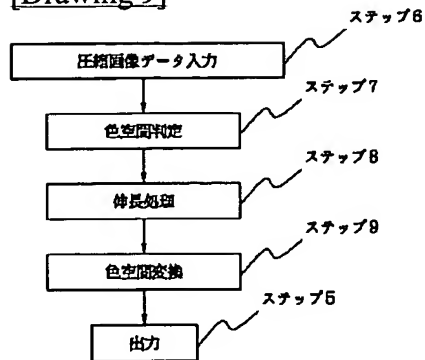 [Drawing 9]
ステップ6
圧縮画像データ入力
ステップ7
色空間判定
ステップ8
伸長処理
ステップ9
色空間変換
ステップ5
出力